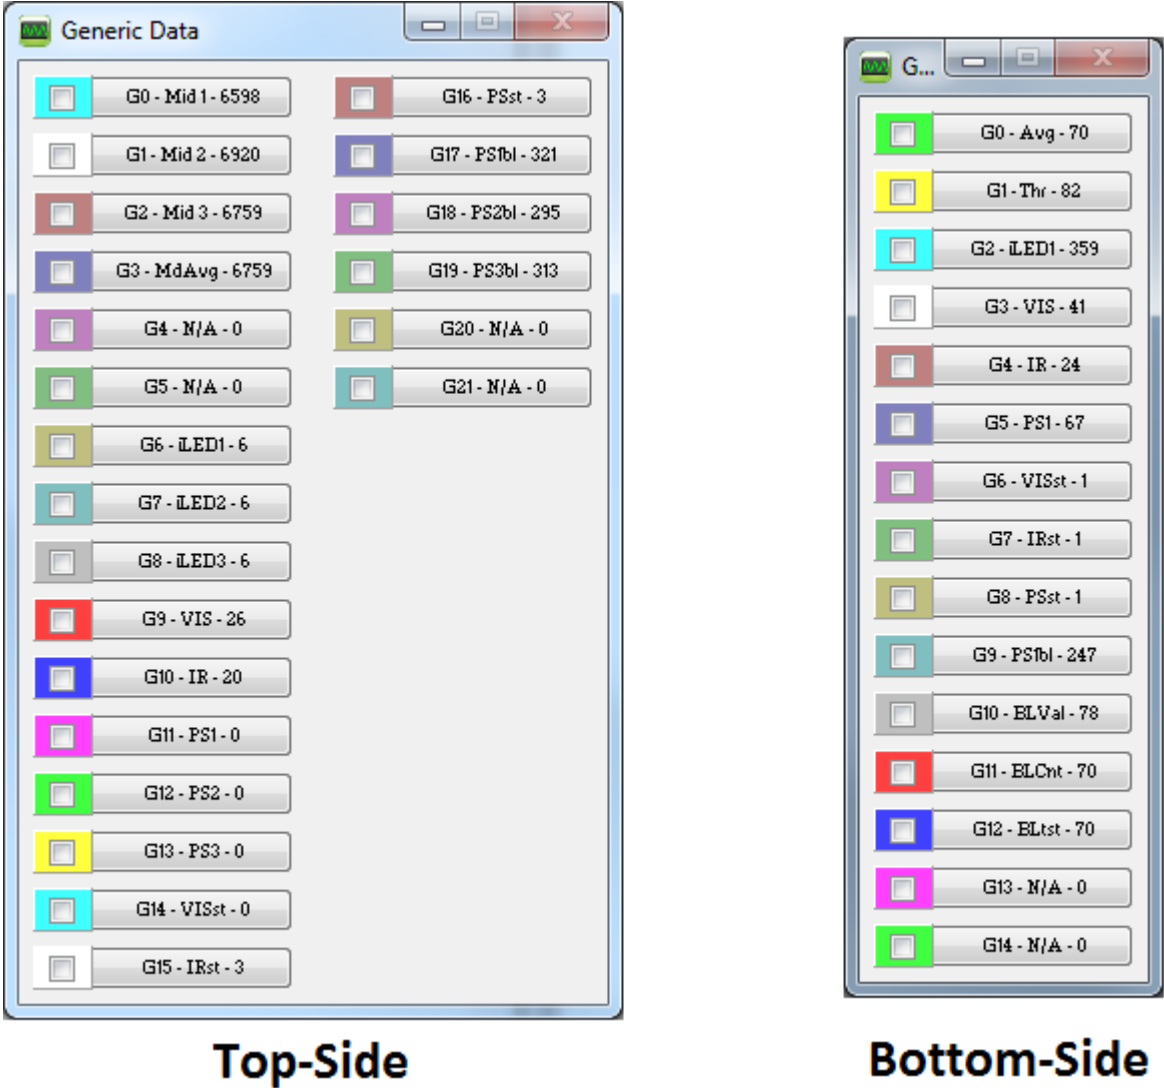 Generic Data
G0 - Mid 1 - 6598
G1 - Mid 2 - 6920
G2 - Mid 3 - 6759
G3 - MdAvg - 6759
G4 - N/A - 0
G5 - N/A - 0
G6 - iLED1 - 6
G7 - iLED2 - 6
G8 - iLED3 - 6
G9 - VIS - 26
G10 - IR - 20
G11 - PS1 - 0
G12 - PS2 - 0
G13 - PS3 - 0
G14 - VISst - 0
G15 - IRst - 3
G16 - PSst - 3
G17 - PS1bl - 321
G18 - PS2bl - 295
G19 - PS3bl - 313
G20 - N/A - 0
G21 - N/A - 0
Top-Side
G...
G0 - Avg - 70
G1 - Thr - 82
G2 - iLED1 - 359
G3 - VIS - 41
G4 - IR - 24
G5 - PS1 - 67
G6 - VISst - 1
G7 - IRst - 1
G8 - PSst - 1
G9 - PS1bl - 247
G10 - BLVal - 78
G11 - BLCnt - 70
G12 - BLtst - 70
G13 - N/A - 0
G14 - N/A - 0
Bottom-Side